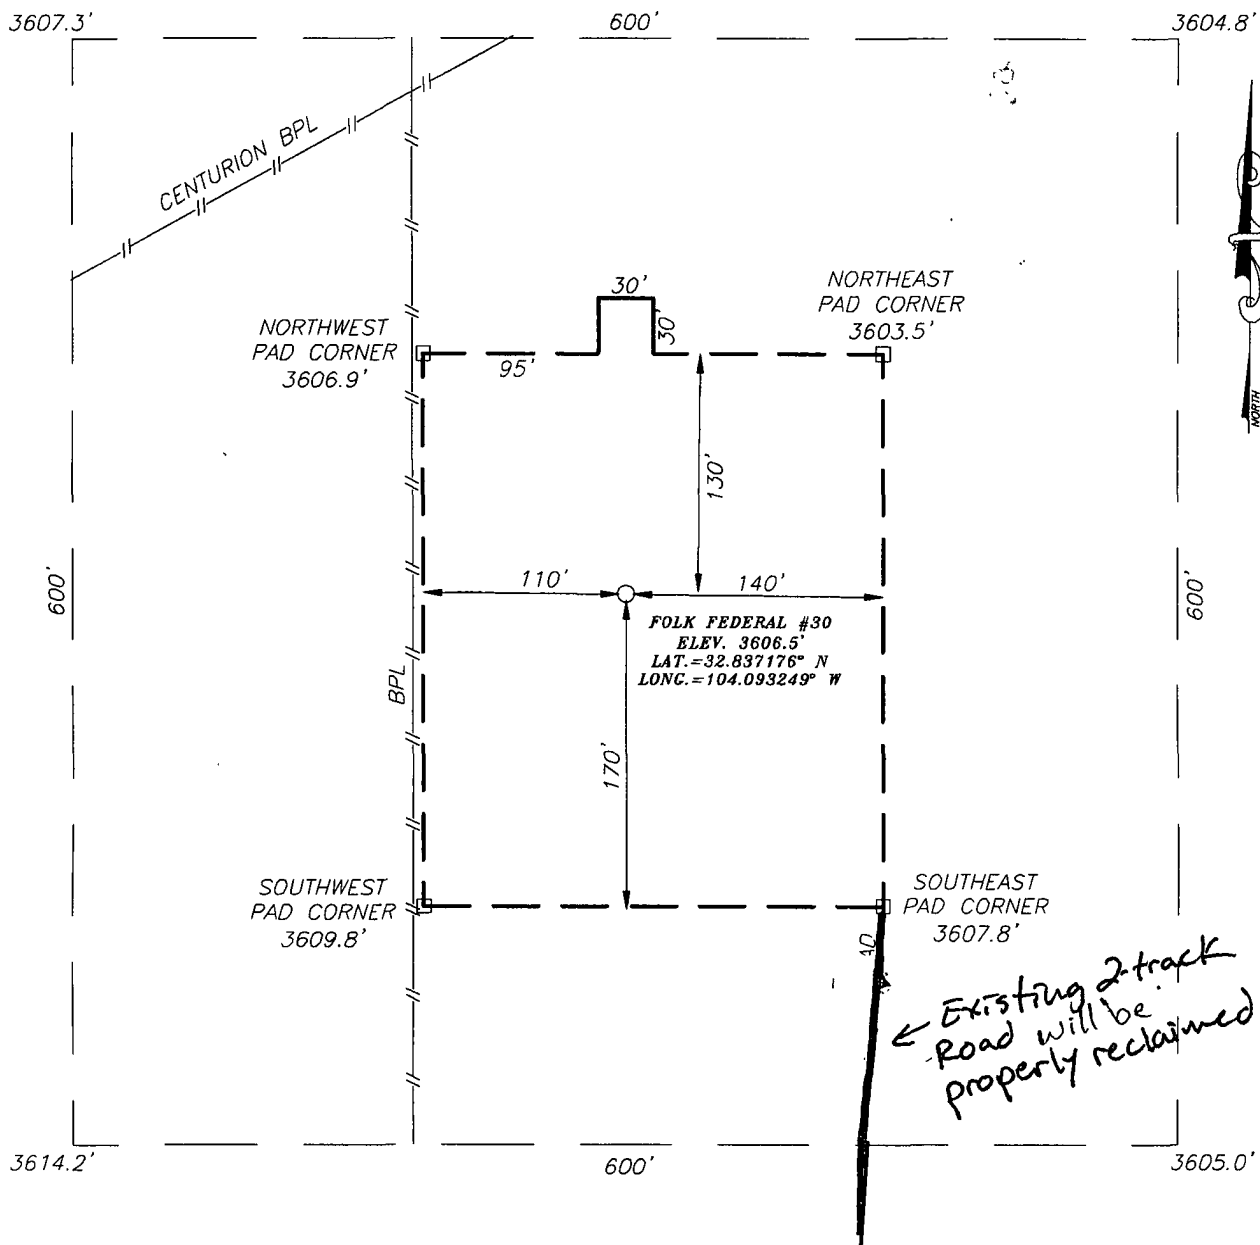 3607.3'
600'
3604.8'
CENTURION BPL
30'
30'
NORTHWEST
PAD CORNER
3606.9'
95'
NORTHEAST
PAD CORNER
3603.5'
NORTH
130'
600'
110'
140'
600'
FOLK FEDERAL #30
ELEV. 3606.5'
LAT.=32.837176° N
LONG.=104.093249° W
BPL
170'
SOUTHWEST
PAD CORNER
3609.8'
SOUTHEAST
PAD CORNER
3607.8'
← Existing 2-track
Road will be
properly reclaimed
3614.2'
600'
3605.0'